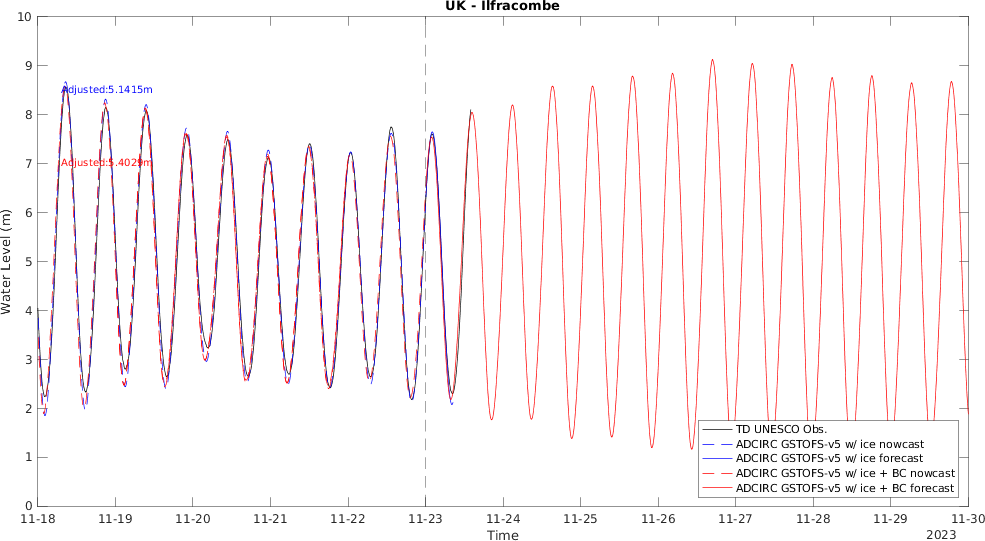 UK - Ilfracombe
10
9
8
7
6
5
4
3
2
1
0
Water Level (m)
Adjusted:5.1415m
Adjusted:5.4029m
TD UNESCO Obs.
ADCIRC GSTOFS-v5 w/ ice nowcast
ADCIRC GSTOFS-v5 w/ ice forecast
ADCIRC GSTOFS-v5 w/ ice + BC nowcast
ADCIRC GSTOFS-v5 w/ ice + BC forecast
11-18 11-19 11-20 11-21 11-22 11-23 11-24 11-25 11-26 11-27 11-28 11-29 11-30
Time
2023